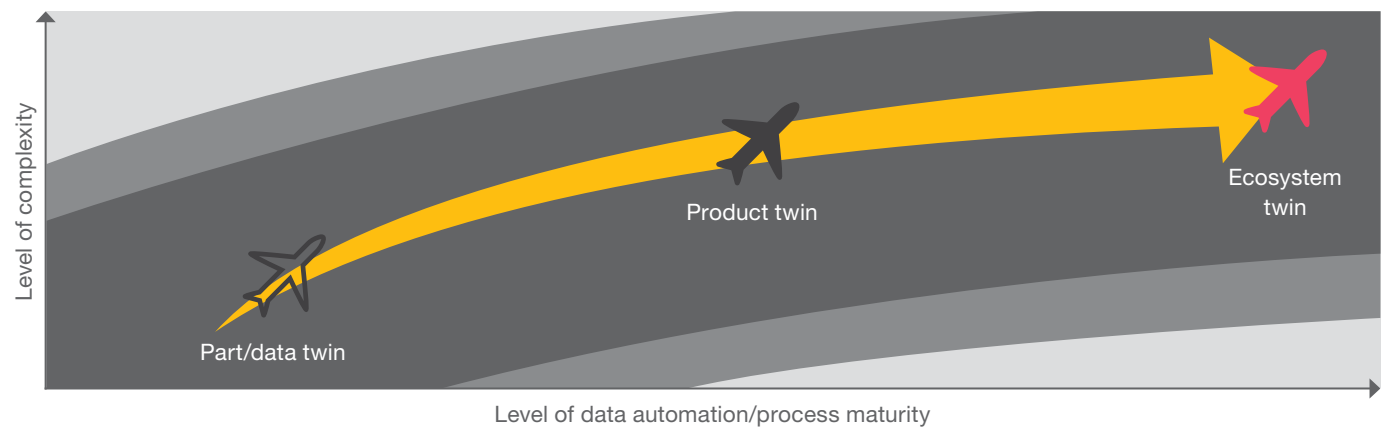 Level of complexity
Ecosystem
twin
Product twin
Part/data twin
Level of data automation/process maturity